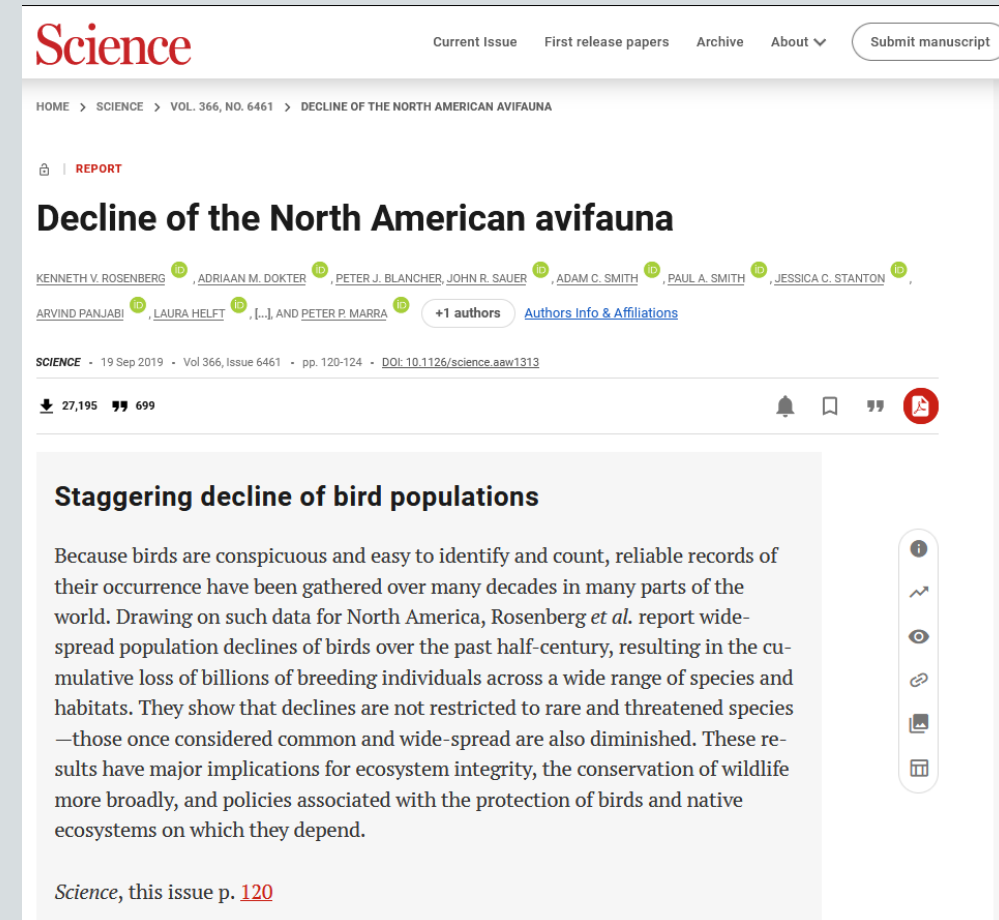 Science
Current Issue First release papers Archive About Submit manuscript
HOME > SCIENCE > VOL. 366, NO. 6461 > DECLINE OF THE NORTH AMERICAN AVIFAUNA
| REPORT
Decline of the North American avifauna
KENNETH V. ROSENBERG iD , ADRIAAN M. DOKTER iD , PETER J. BLANCHER, JOHN R. SAUER iD , ADAM C. SMITH iD , PAUL A. SMITH iD , JESSICA C. STANTON iD ,
ARVIND PANJABI iD , LAURA HELFT iD , [...], AND PETER P. MARRA iD +1 authors Authors Info & Affiliations
SCIENCE • 19 Sep 2019 • Vol 366, Issue 6461 • pp. 120-124 • DOI: 10.1126/science.aaw1313
27,195 699
Staggering decline of bird populations
Because birds are conspicuous and easy to identify and count, reliable records of
their occurrence have been gathered over many decades in many parts of the
world. Drawing on such data for North America, Rosenberg et al. report wide-
spread population declines of birds over the past half-century, resulting in the cu-
mulative loss of billions of breeding individuals across a wide range of species and
habitats. They show that declines are not restricted to rare and threatened species
—those once considered common and wide-spread are also diminished. These re-
sults have major implications for ecosystem integrity, the conservation of wildlife
more broadly, and policies associated with the protection of birds and native
ecosystems on which they depend.
Science, this issue p. 120